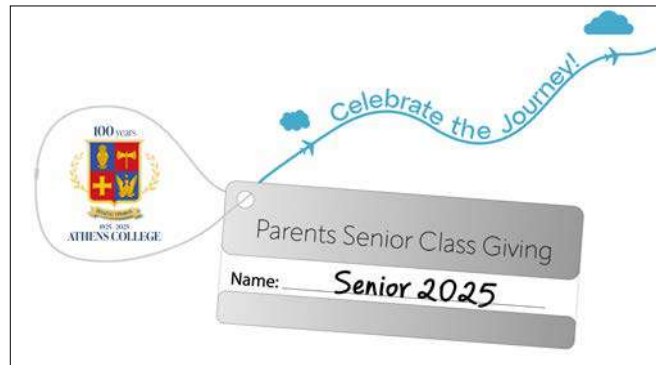 Celebrate the Journey!
100 years
1925-2025
ATHENS COLLEGE
Parents Senior Class Giving
Name: Senior 2025